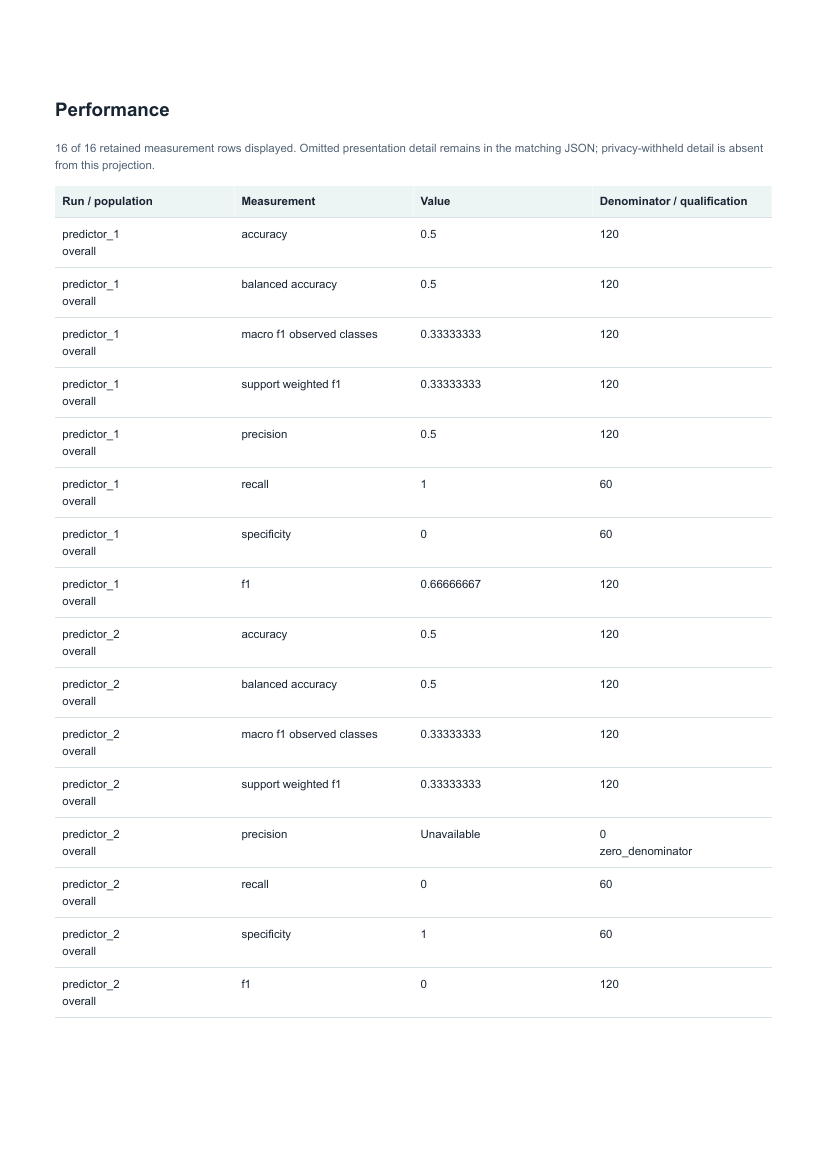 Performance
16 of 16 retained measurement rows displayed. Omitted presentation detail remains in the matching JSON; privacy-withheld detail is absent
from this projection.
Run / population Measurement Value Denominator / qualification
predictor_1 accuracy 0.5 120
overall
predictor_1 balanced accuracy 0.5 120
overall
predictor_1 macro f1 observed classes 0.33333333 120
overall
predictor_1 support weighted f1 0.33333333 120
overall
predictor_1 precision 0.5 120
overall
predictor_1 recall 1 60
overall
predictor_1 specificity 0 60
overall
predictor_1 f1 0.66666667 120
overall
predictor_2 accuracy 0.5 120
overall
predictor_2 balanced accuracy 0.5 120
overall
predictor_2 macro f1 observed classes 0.33333333 120
overall
predictor_2 support weighted f1 0.33333333 120
overall
predictor_2 precision Unavailable 0
overall zero_denominator
predictor_2 recall 0 60
overall
predictor_2 specificity 1 60
overall
predictor_2 f1 0 120
overall